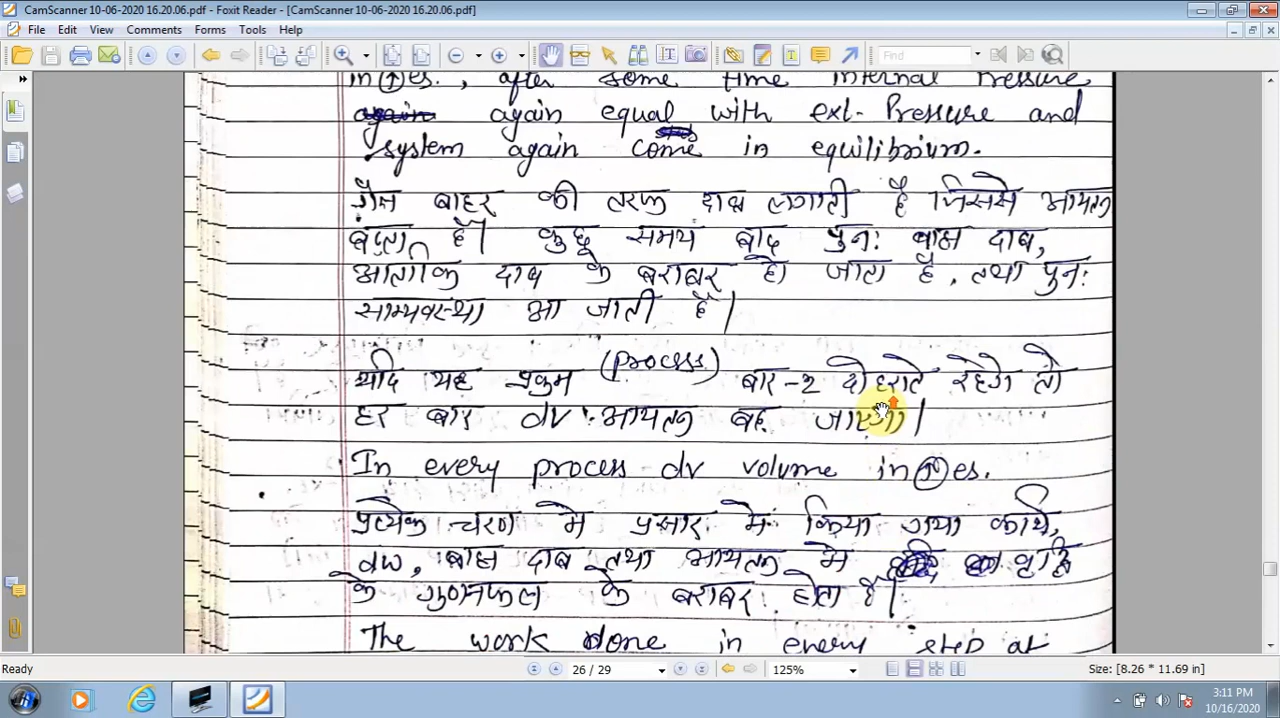 CamScanner 10-06-2020 16.20.06.pdf - Foxit Reader - [CamScanner 10-06-2020 16.20.06.pdf]
File Edit View Comments Forms Tools Help
Find
in(↑)es., after some time internal Pressure
again again equal with ext- Pressure and
system again come in equilibrium.
गैस बाहर की तरफ दाब लगाती है जिससे आयतन
बढ़ता है। कुछ समय बाद पुनः बाह्य दाब,
आंतरिक दाब के बराबर हो जाता है, तथा पुनः
साम्यवस्था आ जाती है।
यदि यह प्रक्रम (process) बार-२ दोहराते रहेंगे तो
हर बार dv आयतन बढ़ जाएगा।
In every process dv volume in(↑)es.
प्रत्येक चरण मे प्रसार में किया गया कार्य,
dw, बाह्य दाब तथा आयतन मे वृद्धि
के गुणनफल के बराबर होता है।
The work done in every step at
Ready
26 / 29
125%
Size: [8.26 * 11.69 in]
3:11 PM
10/16/2020